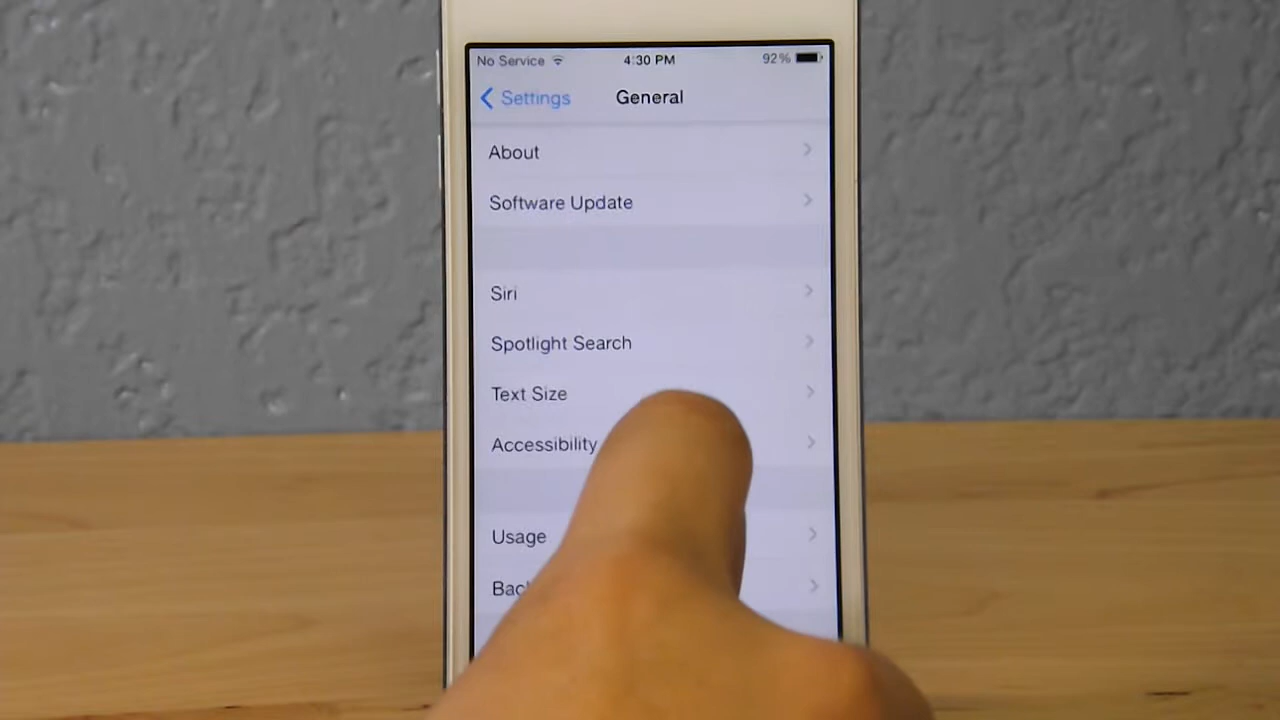 No Service 4:30 PM 92%
Settings General
About
Software Update
Siri
Spotlight Search
Text Size
Accessibility
Usage